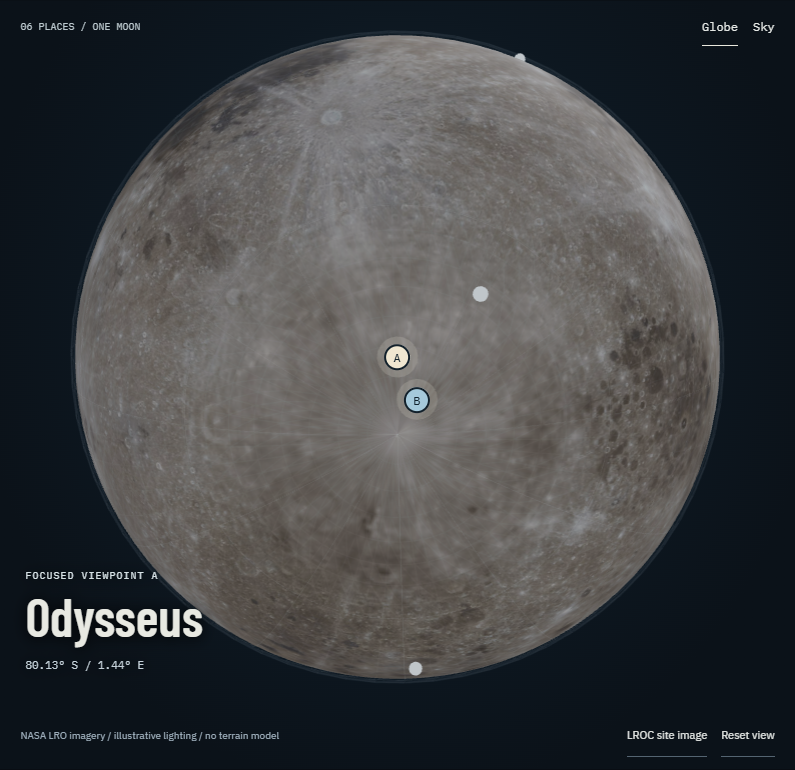 06 PLACES / ONE MOON
Globe Sky
A
B
FOCUSED VIEWPOINT A
Odysseus
80.13° S / 1.44° E
NASA LRO imagery / illustrative lighting / no terrain model
LROC site image Reset view